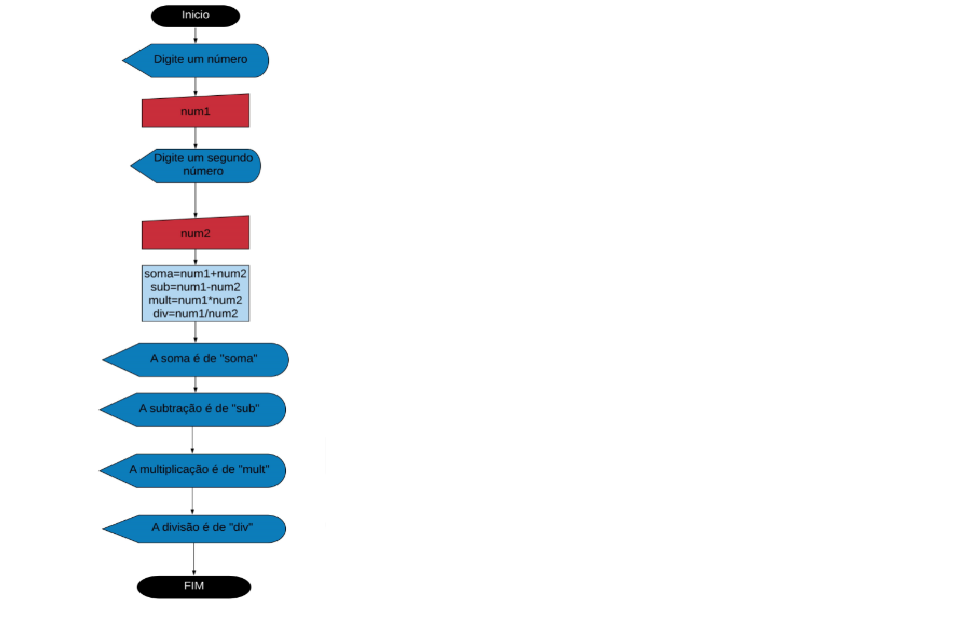 Inicio
Digite um número
num1
Digite um segundo
número
num2
soma=num1+num2
sub=num1-num2
mult=num1*num2
div=num1/num2
A soma é de "soma"
A subtração é de "sub"
A multiplicação é de "mult"
A divisão é de "div"
FIM